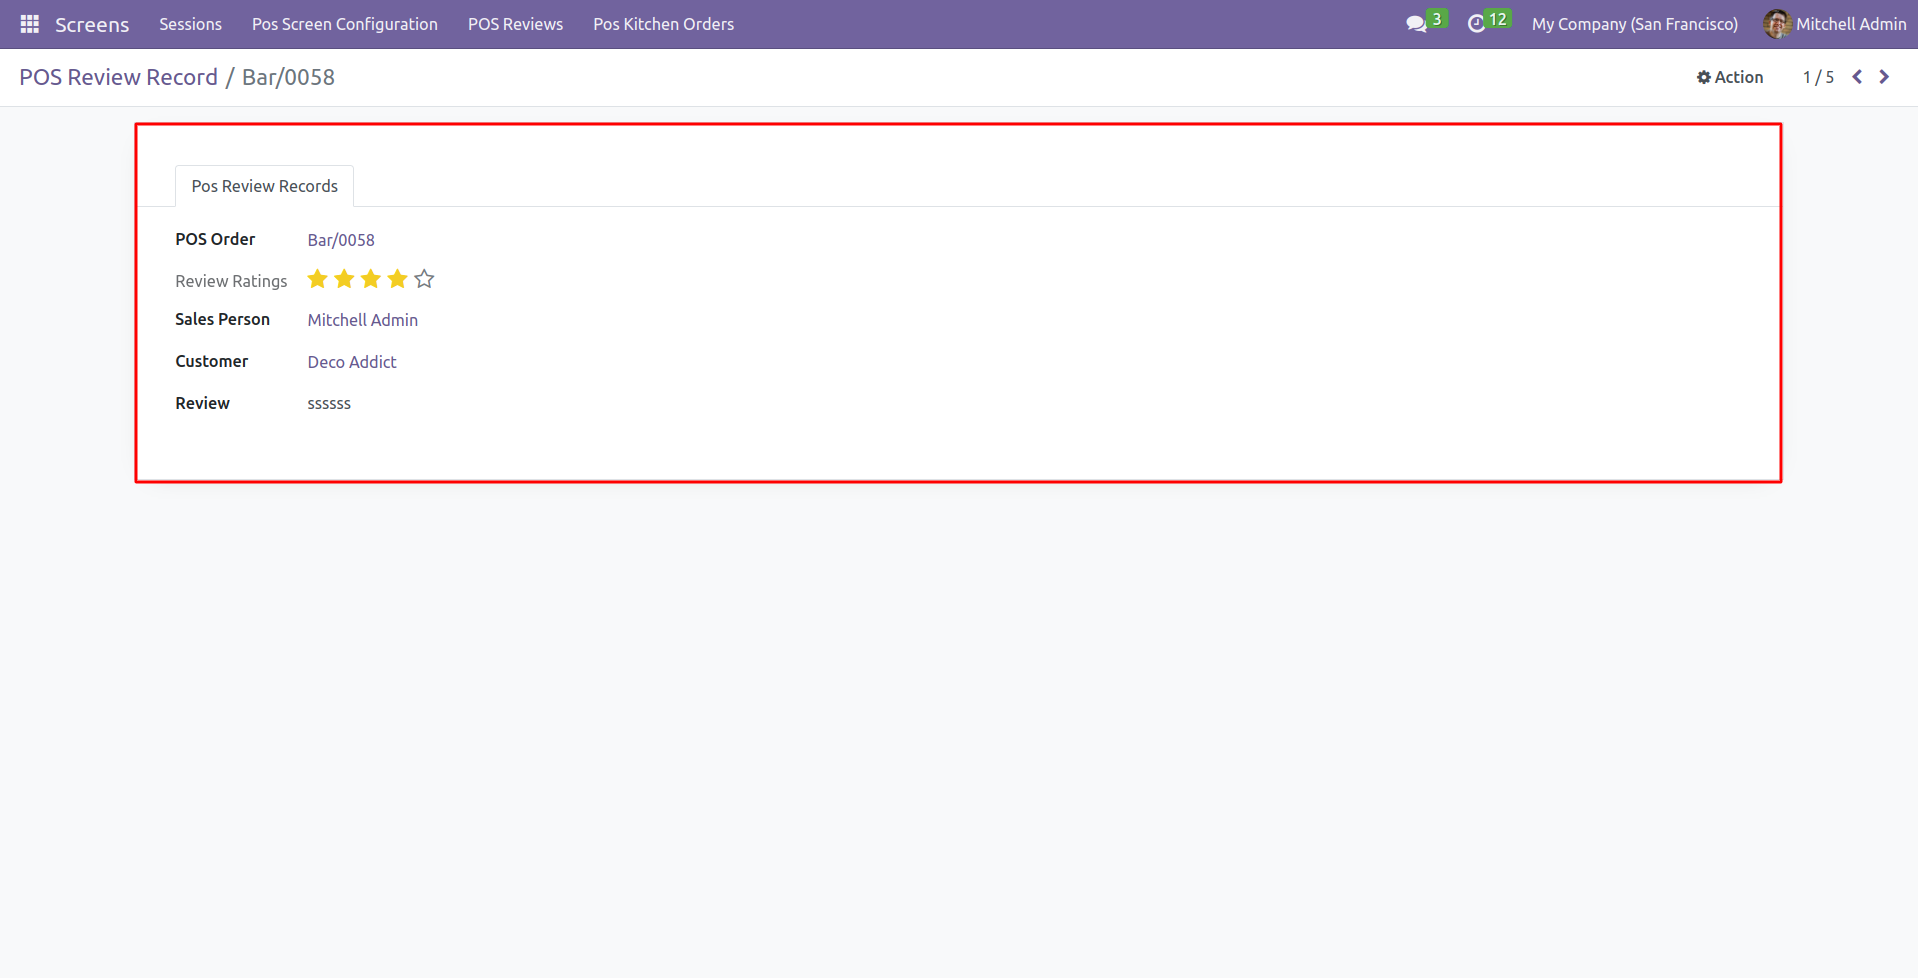 Screens Sessions Pos Screen Configuration POS Reviews Pos Kitchen Orders 3 12 My Company (San Francisco) Mitchell Admin
POS Review Record / Bar/0058 Action 1 / 5
Pos Review Records
POS Order Bar/0058
Review Ratings
Sales Person Mitchell Admin
Customer Deco Addict
Review ssssss